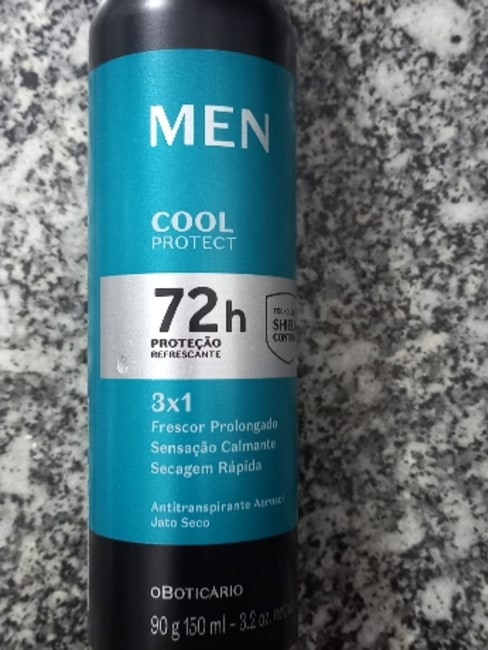 MEN
COOL
PROTECT
72h
PROTEÇÃO
REFRESCANTE
3x1
Frescor Prolongado
Sensação Calmante
Secagem Rápida
Antitranspirante Aerosol
Jato Seco
oBOTICÁRIO
90 g 150 ml - 3.2 oz.